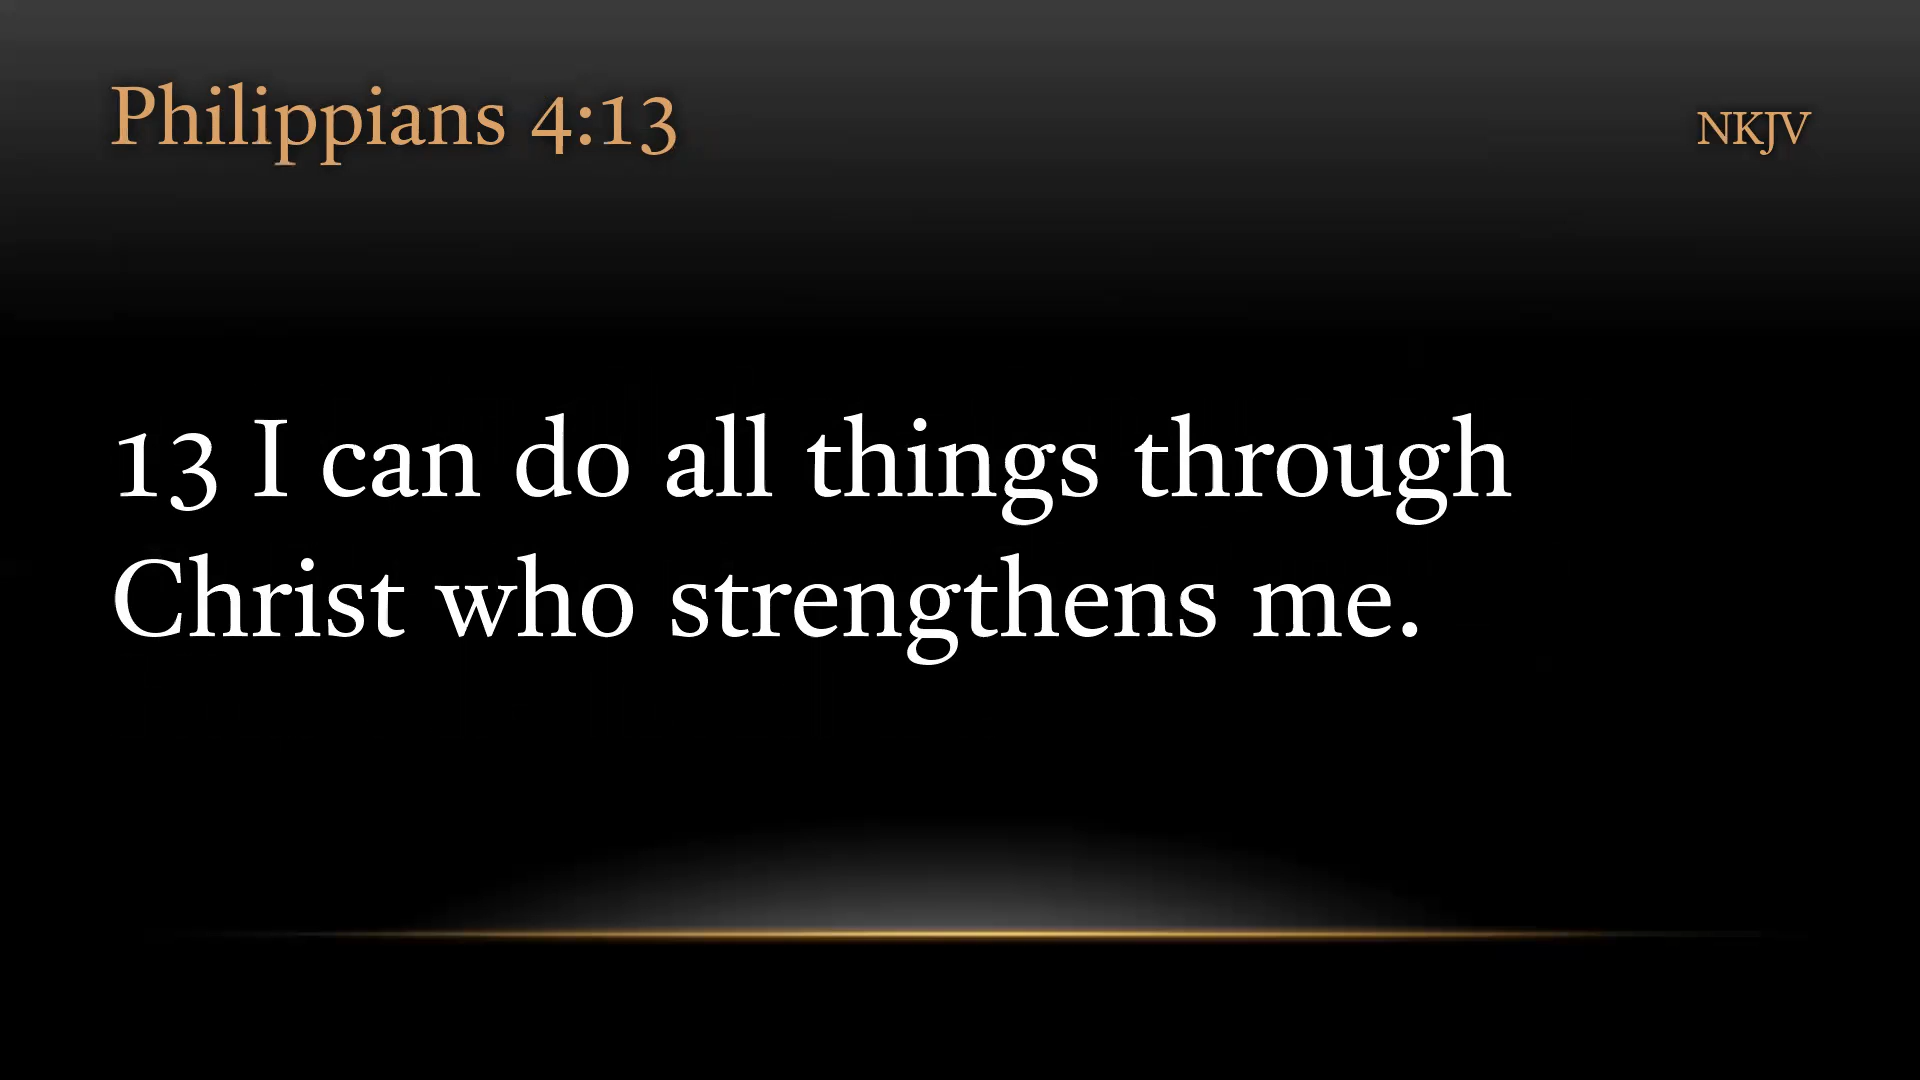 Philippians 4:13
NKJV
13 I can do all things through
Christ who strengthens me.